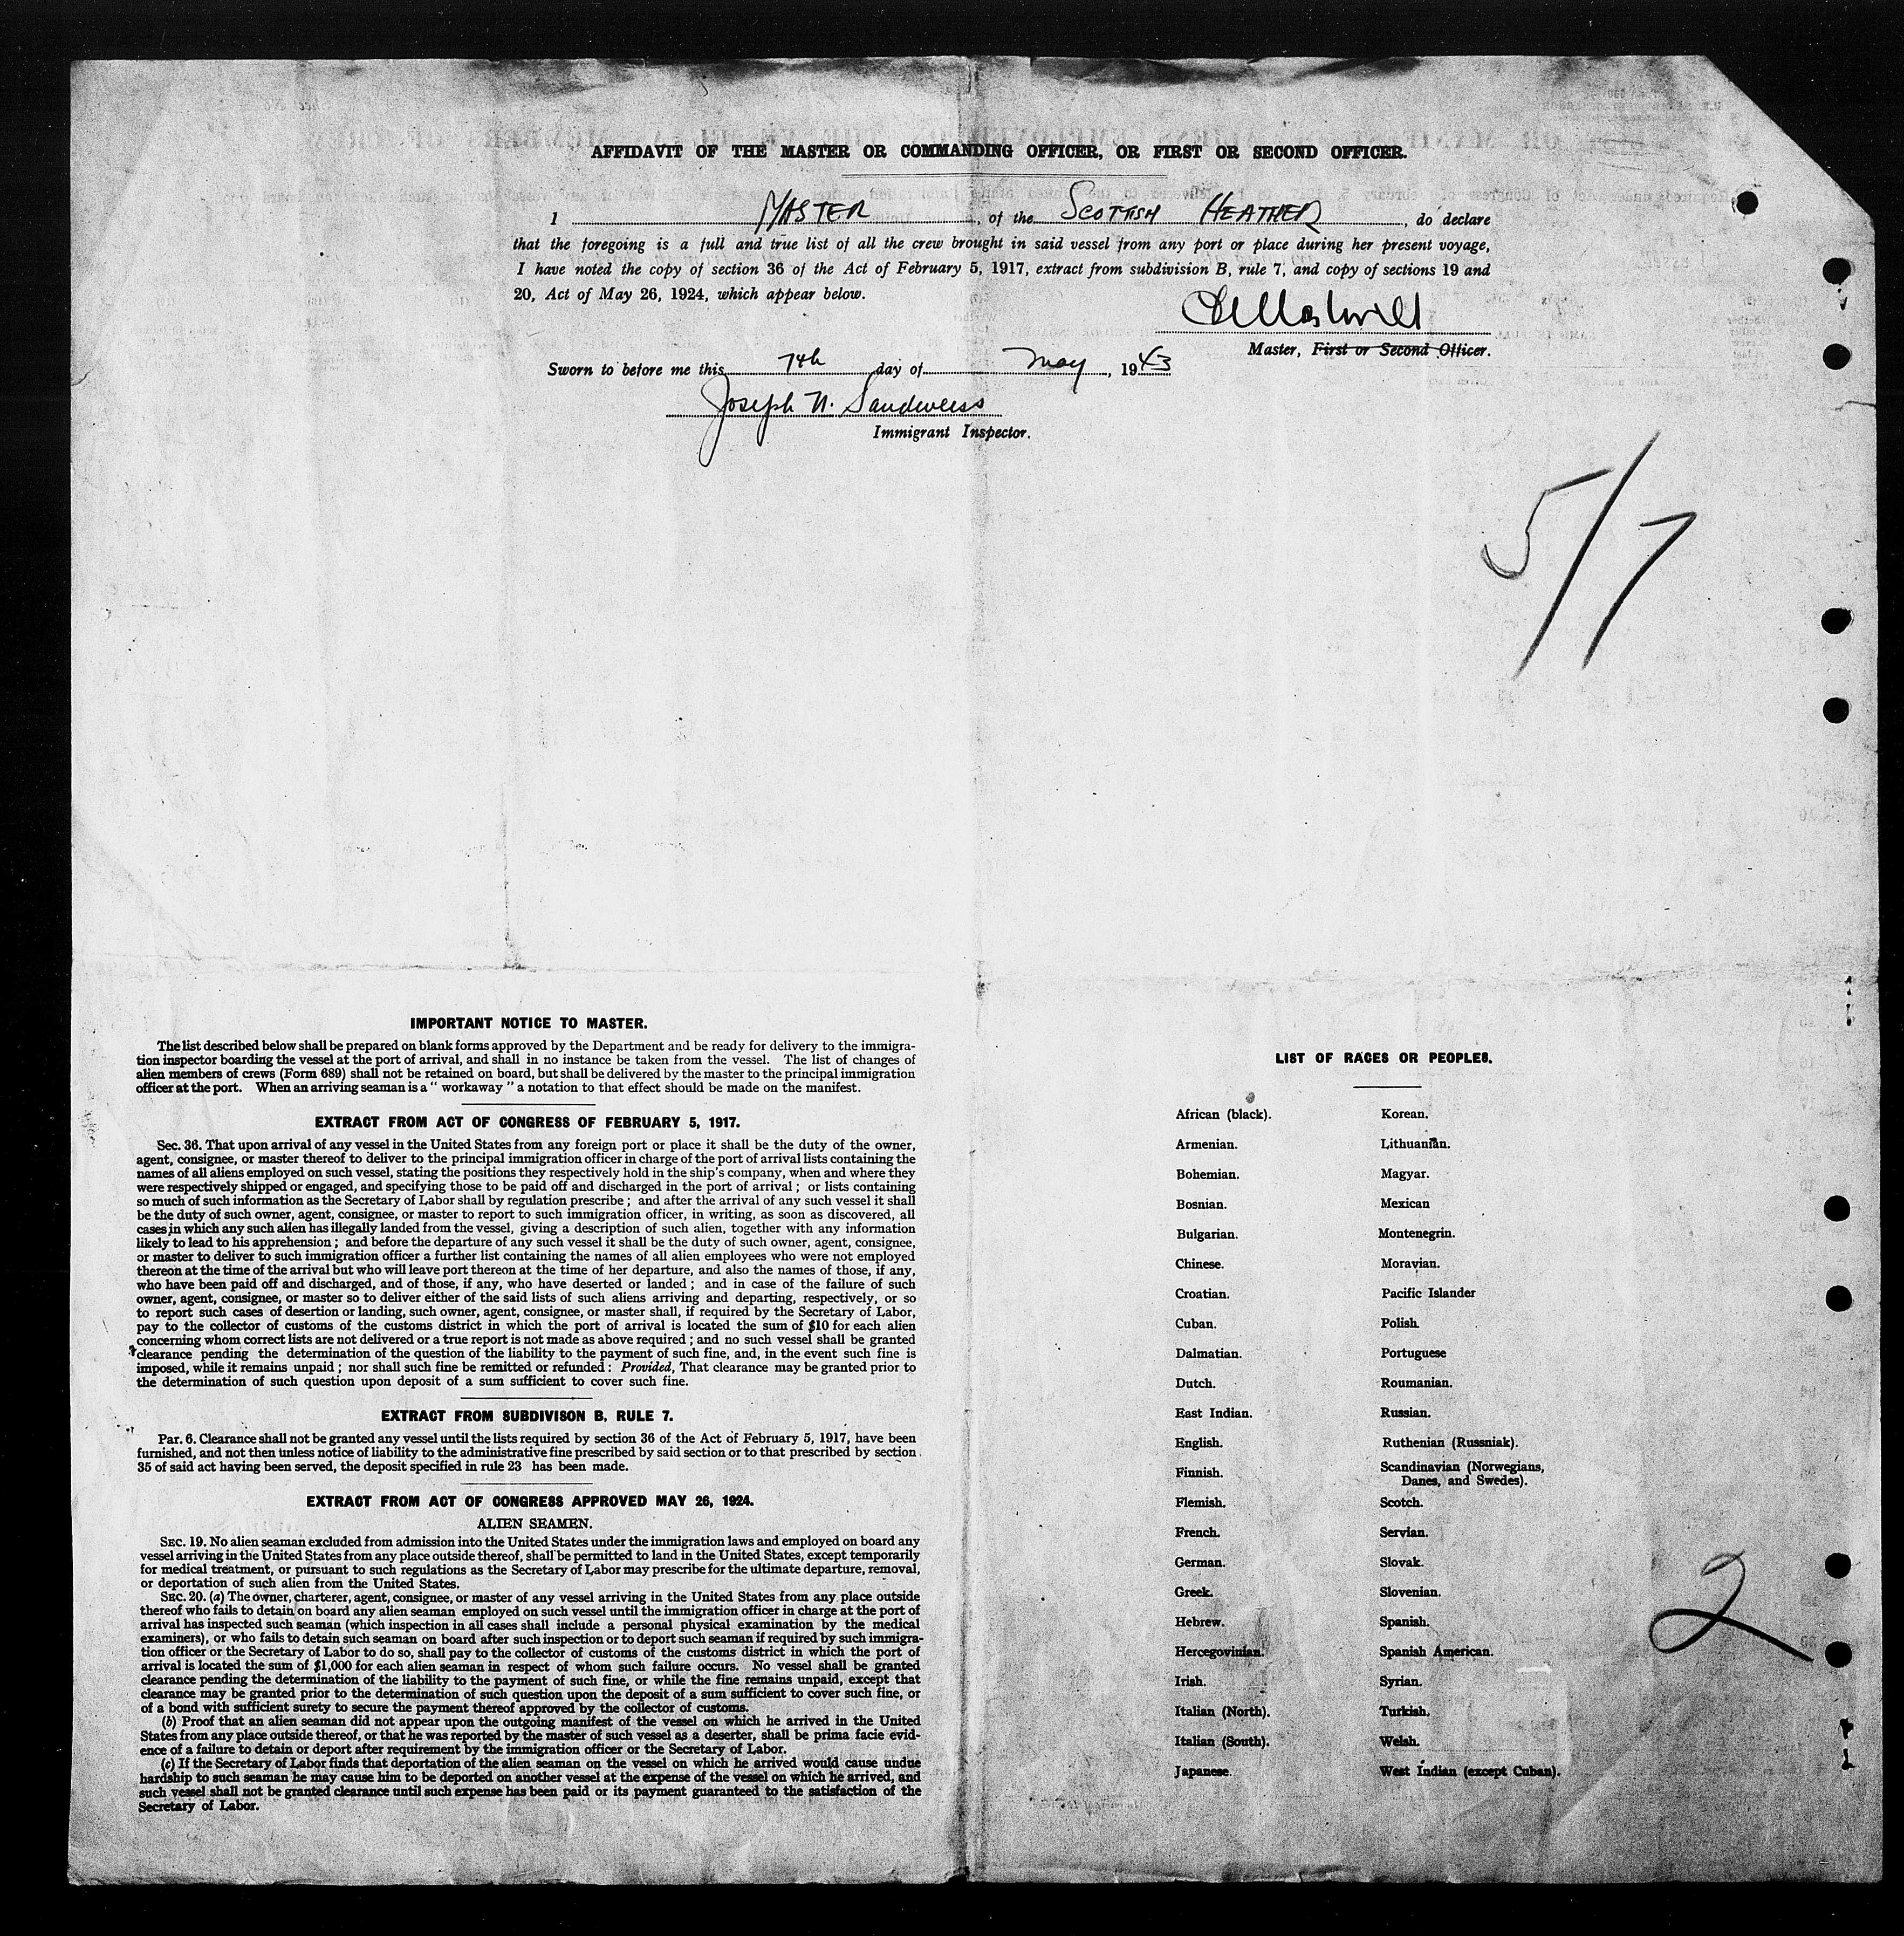 AFFIDAVIT OF THE MASTER OR COMMANDING OFFICER, OR FIRST OR SECOND OFFICER.
I MASTER, of the SCOTTISH HEATHER, do declare
that the foregoing is a full and true list of all the crew brought in said vessel from any port or place during her present voyage,
I have noted the copy of section 36 of the Act of February 5, 1917, extract from subdivision B, rule 7, and copy of sections 19 and
20, Act of May 26, 1924, which appear below.
Master, First or Second Officer.
Sworn to before me this 7th day of May, 1943
Joseph N. Sandweiss
Immigrant Inspector.
5/7
IMPORTANT NOTICE TO MASTER.
The list described below shall be prepared on blank forms approved by the Department and be ready for delivery to the immigra-
tion inspector boarding the vessel at the port of arrival, and shall in no instance be taken from the vessel. The list of changes of
alien members of crews (Form 689) shall not be retained on board, but shall be delivered by the master to the principal immigration
officer at the port. When an arriving seaman is a "workaway" a notation to that effect should be made on the manifest.
EXTRACT FROM ACT OF CONGRESS OF FEBRUARY 5, 1917.
Sec. 36. That upon arrival of any vessel in the United States from any foreign port or place it shall be the duty of the owner,
agent, consignee, or master thereof to deliver to the principal immigration officer in charge of the port of arrival lists containing the
names of all aliens employed on such vessel, stating the positions they respectively hold in the ship's company, when and where they
were respectively shipped or engaged, and specifying those to be paid off and discharged in the port of arrival; or lists containing
so much of such information as the Secretary of Labor shall by regulation prescribe; and after the arrival of any such vessel it shall
be the duty of such owner, agent, consignee, or master to report to such immigration officer, in writing, as soon as discovered, all
cases in which any such alien has illegally landed from the vessel, giving a description of such alien, together with any information
likely to lead to his apprehension; and before the departure of any such vessel it shall be the duty of such owner, agent, consignee,
or master to deliver to such immigration officer a further list containing the names of all alien employees who were not employed
thereon at the time of the arrival but who will leave port thereon at the time of her departure, and also the names of those, if any,
who have been paid off and discharged, and of those, if any, who have deserted or landed; and in case of the failure of such
owner, agent, consignee, or master so to deliver either of the said lists of such aliens arriving and departing, respectively, or so
to report such cases of desertion or landing, such owner, agent, consignee, or master shall, if required by the Secretary of Labor,
pay to the collector of customs of the customs district in which the port of arrival is located the sum of $10 for each alien
concerning whom correct lists are not delivered or a true report is not made as above required; and no such vessel shall be granted
clearance pending the determination of the question of the liability to the payment of such fine, and, in the event such fine is
imposed, while it remains unpaid; nor shall such fine be remitted or refunded: Provided, That clearance may be granted prior to
the determination of such question upon deposit of a sum sufficient to cover such fine.
EXTRACT FROM SUBDIVISON B, RULE 7.
Par. 6. Clearance shall not be granted any vessel until the lists required by section 36 of the Act of February 5, 1917, have been
furnished, and not then unless notice of liability to the administrative fine prescribed by said section or to that prescribed by section
35 of said act having been served, the deposit specified in rule 23 has been made.
EXTRACT FROM ACT OF CONGRESS APPROVED MAY 26, 1924.
ALIEN SEAMEN.
SEC. 19. No alien seaman excluded from admission into the United States under the immigration laws and employed on board any
vessel arriving in the United States from any place outside thereof, shall be permitted to land in the United States, except temporarily
for medical treatment, or pursuant to such regulations as the Secretary of Labor may prescribe for the ultimate departure, removal,
or deportation of such alien from the United States.
SEC. 20. (a) The owner, charterer, agent, consignee, or master of any vessel arriving in the United States from any place outside
thereof who fails to detain on board any alien seaman employed on such vessel until the immigration officer in charge at the port of
arrival has inspected such seaman (which inspection in all cases shall include a personal physical examination by the medical
examiners), or who fails to detain such seaman on board after such inspection or to deport such seaman if required by such immigra-
tion officer or the Secretary of Labor to do so, shall pay to the collector of customs of the customs district in which the port of
arrival is located the sum of $1,000 for each alien seaman in respect of whom such failure occurs. No vessel shall be granted
clearance pending the determination of the liability to the payment of such fine, or while the fine remains unpaid, except that
clearance may be granted prior to the determination of such question upon the deposit of a sum sufficient to cover such fine, or
of a bond with sufficient surety to secure the payment thereof approved by the collector of customs.
(b) Proof that an alien seaman did not appear upon the outgoing manifest of the vessel on which he arrived in the United
States from any place outside thereof, or that he was reported by the master of such vessel as a deserter, shall be prima facie evid-
ence of a failure to detain or deport after requirement by the immigration officer or the Secretary of Labor.
(c) If the Secretary of Labor finds that deportation of the alien seaman on the vessel on which he arrived would cause undue
hardship to such seaman he may cause him to be deported on another vessel at the expense of the vessel on which he arrived, and
such vessel shall not be granted clearance until such expense has been paid or its payment guaranteed to the satisfaction of the
Secretary of Labor.
LIST OF RACES OR PEOPLES.
African (black). Korean.
Armenian. Lithuanian.
Bohemian. Magyar.
Bosnian. Mexican
Bulgarian. Montenegrin.
Chinese. Moravian.
Croatian. Pacific Islander
Cuban. Polish
Dalmatian. Portuguese
Dutch. Roumanian.
East Indian. Russian.
English. Ruthenian (Russniak).
Finnish. Scandinavian (Norwegians,
Danes, and Swedes).
Flemish. Scotch.
French. Servian.
German. Slovak.
Greek. Slovenian.
Hebrew. Spanish.
Hercegovinian. Spanish American.
Irish. Syrian.
Italian (North). Turkish.
Italian (South). Welsh.
Japanese. West Indian (except Cuban).
2